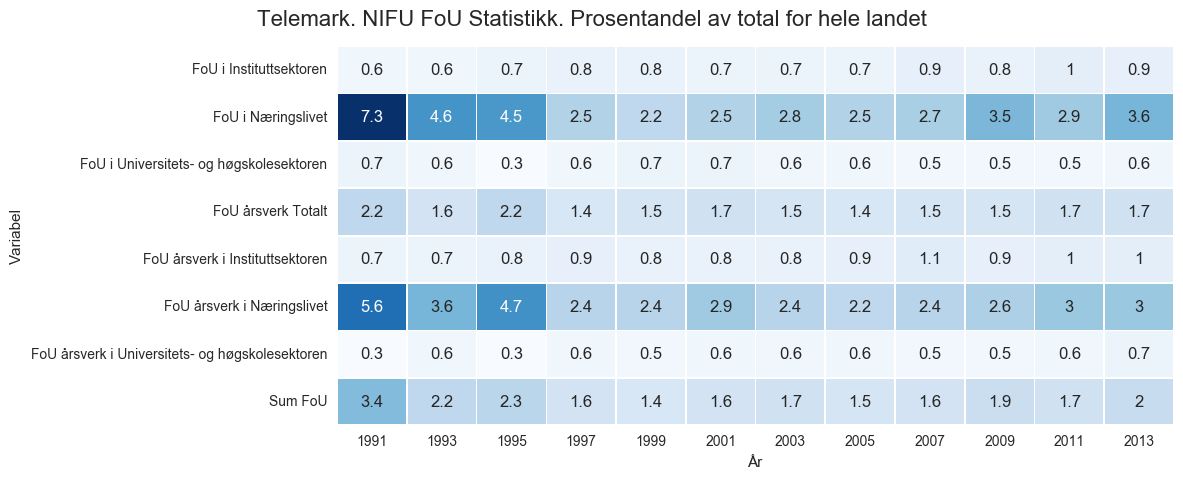 Telemark. NIFU FoU Statistikk. Prosentandel av total for hele landet
Variabel
FoU i Instituttsektoren 0.6 0.6 0.7 0.8 0.8 0.7 0.7 0.7 0.9 0.8 1 0.9
FoU i Næringslivet 7.3 4.6 4.5 2.5 2.2 2.5 2.8 2.5 2.7 3.5 2.9 3.6
FoU i Universitets- og høgskolesektoren 0.7 0.6 0.3 0.6 0.7 0.7 0.6 0.6 0.5 0.5 0.5 0.6
FoU årsverk Totalt 2.2 1.6 2.2 1.4 1.5 1.7 1.5 1.4 1.5 1.5 1.7 1.7
FoU årsverk i Instituttsektoren 0.7 0.7 0.8 0.9 0.8 0.8 0.8 0.9 1.1 0.9 1 1
FoU årsverk i Næringslivet 5.6 3.6 4.7 2.4 2.4 2.9 2.4 2.2 2.4 2.6 3 3
FoU årsverk i Universitets- og høgskolesektoren 0.3 0.6 0.3 0.6 0.5 0.6 0.6 0.6 0.5 0.5 0.6 0.7
Sum FoU 3.4 2.2 2.3 1.6 1.4 1.6 1.7 1.5 1.6 1.9 1.7 2
1991 1993 1995 1997 1999 2001 2003 2005 2007 2009 2011 2013
År